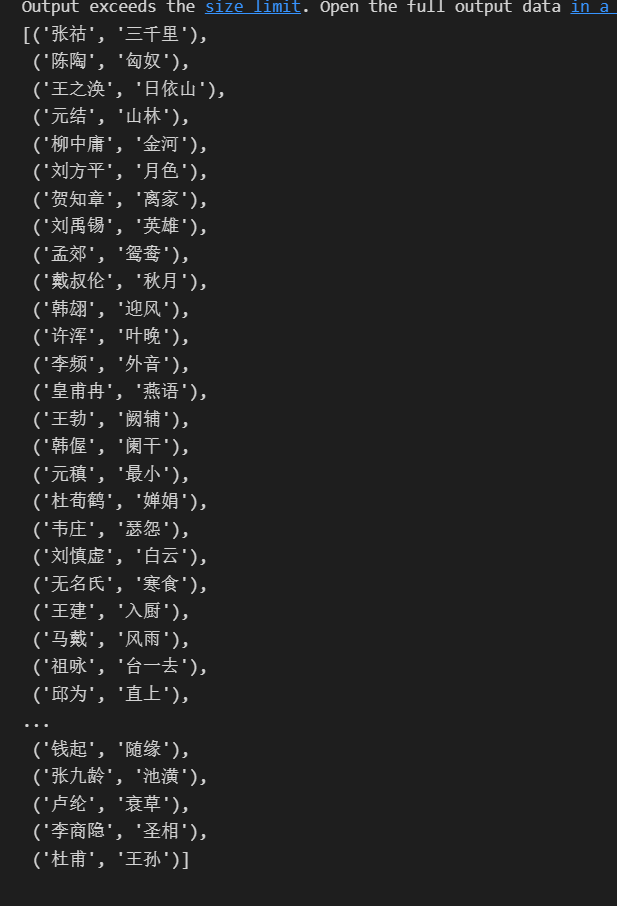 Output exceeds the size limit. Open the full output data in a
[('张祜', '三千里'),
('陈陶', '匈奴'),
('王之涣', '日依山'),
('元结', '山林'),
('柳中庸', '金河'),
('刘方平', '月色'),
('贺知章', '离家'),
('刘禹锡', '英雄'),
('孟郊', '鸳鸯'),
('戴叔伦', '秋月'),
('韩翃', '迎风'),
('许浑', '叶晚'),
('李频', '外音'),
('皇甫冉', '燕语'),
('王勃', '阙辅'),
('韩偓', '阑干'),
('元稹', '最小'),
('杜荀鹤', '婵娟'),
('韦庄', '瑟怨'),
('刘慎虚', '白云'),
('无名氏', '寒食'),
('王建', '入厨'),
('马戴', '风雨'),
('祖咏', '台一去'),
('邱为', '直上'),
...
('钱起', '随缘'),
('张九龄', '池潢'),
('卢纶', '衰草'),
('李商隐', '圣相'),
('杜甫', '王孙')]